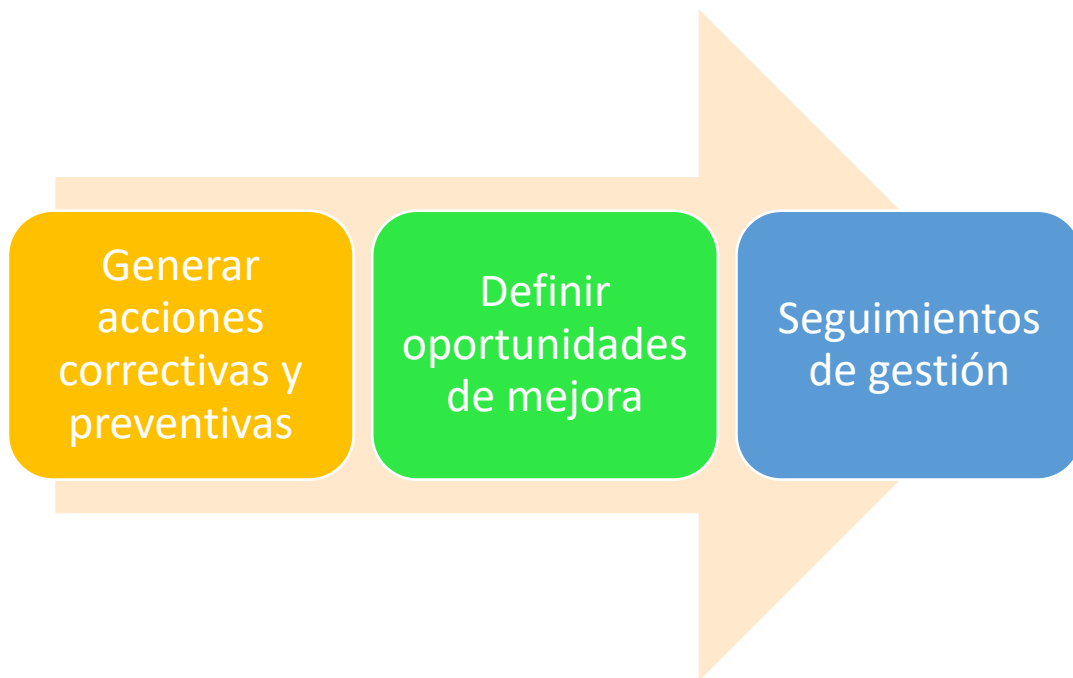 Generar
acciones
correctivas y
preventivas
Definir
oportunidades
de mejora
Seguimientos
de gestión